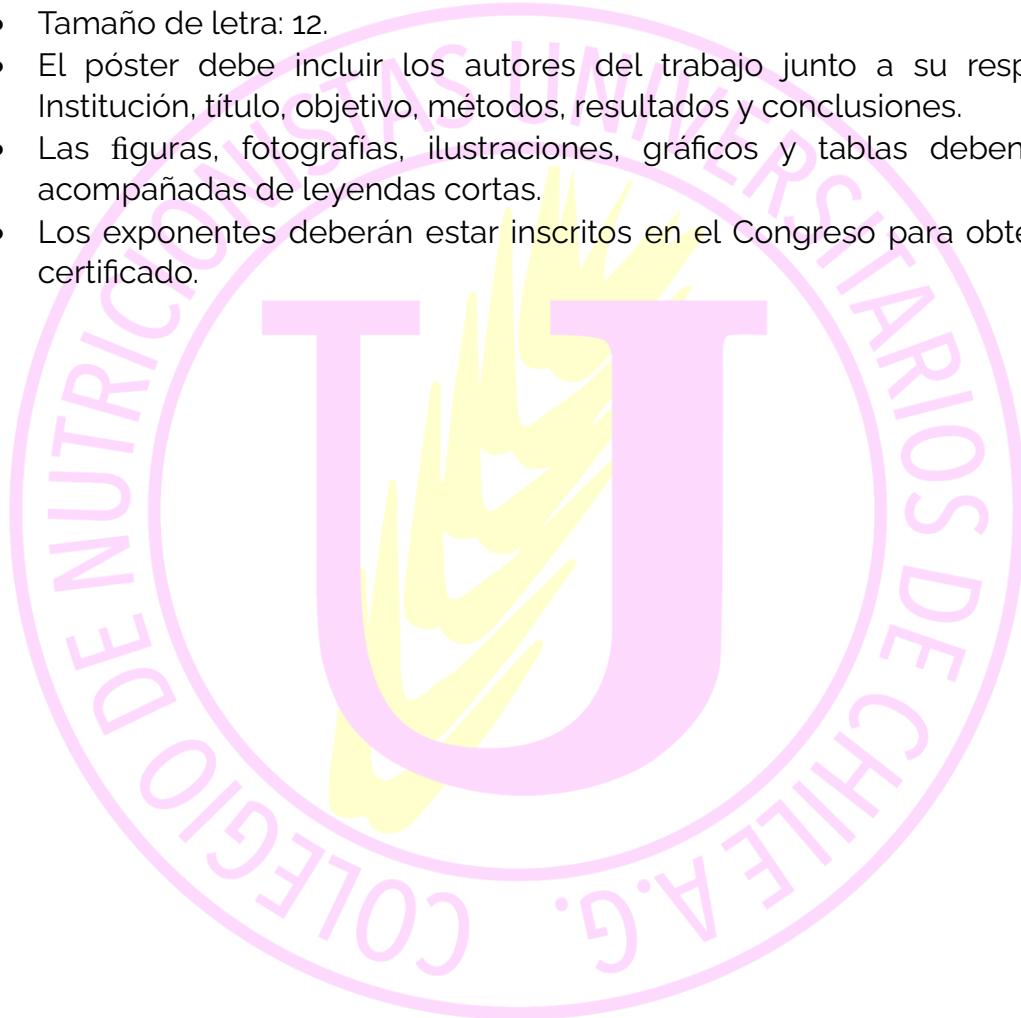 • Tamaño de letra: 12.
• El póster debe incluir los autores del trabajo junto a su
Institución, título, objetivo, métodos, resultados y conclusiones.
• Las figuras, fotografías, ilustraciones, gráficos y tablas deben
acompañadas de leyendas cortas.
• Los exponentes deberán estar inscritos en el Congreso para
certificado.
COLEGIO DE NUTRICIONISTAS UNIVERSITARIOS DE CHILE A.G.
U